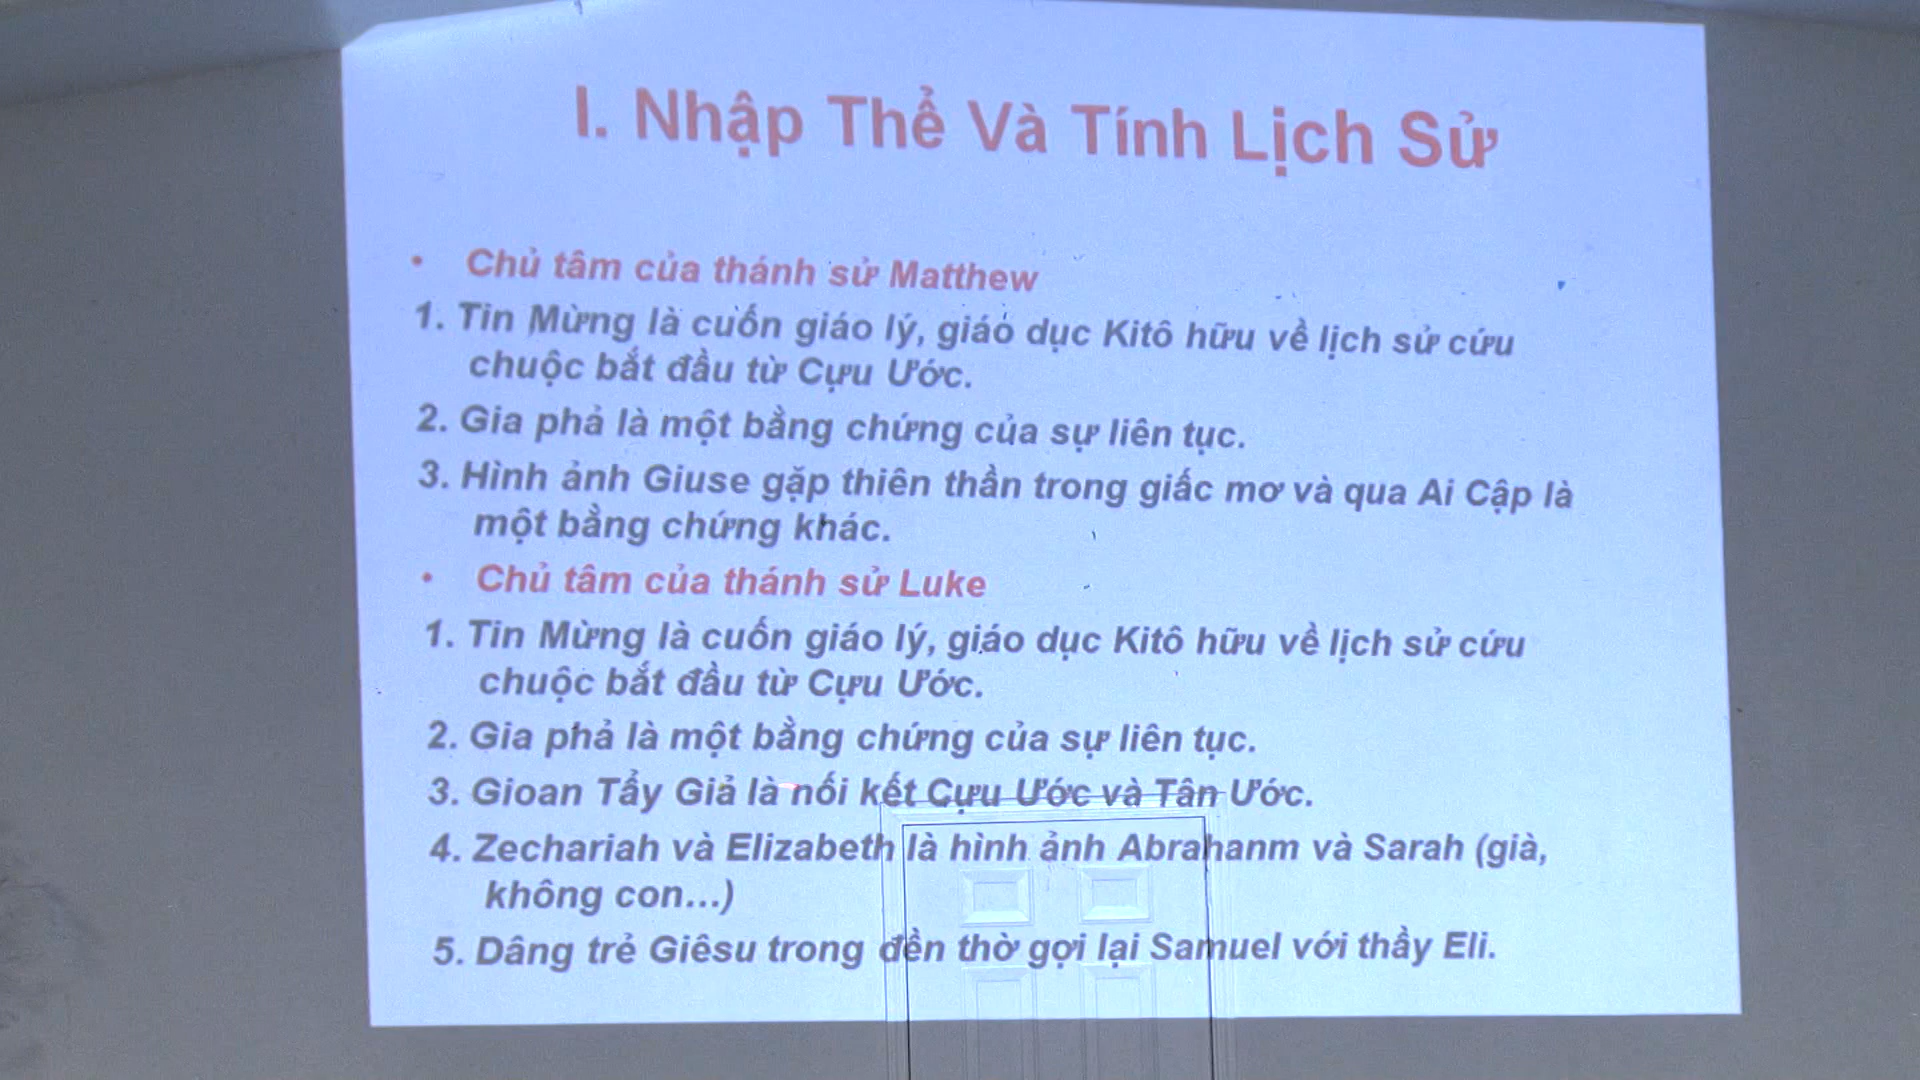 I. Nhập Thể Và Tính Lịch Sử
• Chủ tâm của thánh sử Matthew
1. Tin Mừng là cuốn giáo lý, giáo dục Kitô hữu về lịch sử cứu
chuộc bắt đầu từ Cựu Ước.
2. Gia phả là một bằng chứng của sự liên tục.
3. Hình ảnh Giuse gặp thiên thần trong giấc mơ và qua Ai Cập là
một bằng chứng khác.
• Chủ tâm của thánh sử Luke
1. Tin Mừng là cuốn giáo lý, giáo dục Kitô hữu về lịch sử cứu
chuộc bắt đầu từ Cựu Ước.
2. Gia phả là một bằng chứng của sự liên tục.
3. Gioan Tẩy Giả là nối kết Cựu Ước và Tân Ước.
4. Zechariah và Elizabeth là hình ảnh Abrahanm và Sarah (già,
không con...)
5. Dâng trẻ Giêsu trong đền thờ gợi lại Samuel với thầy Eli.